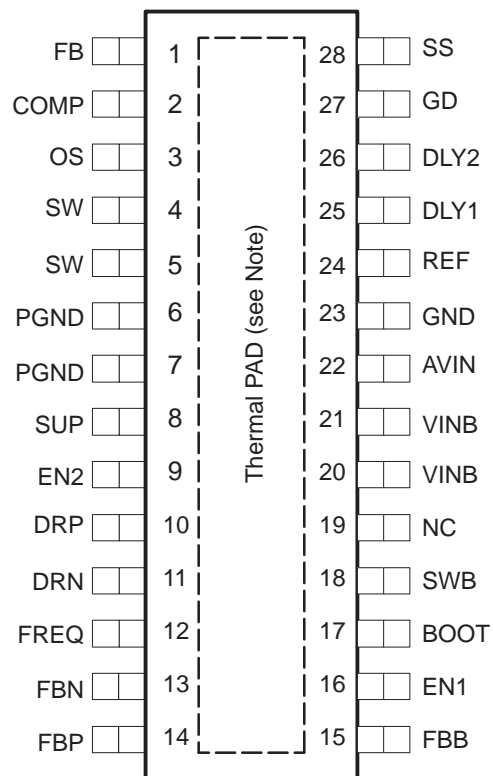 FB 1 28 SS
COMP 2 27 GD
OS 3 26 DLY2
SW 4 25 DLY1
SW 5 24 REF
PGND 6 23 GND
PGND 7 22 AVIN
SUP 8 21 VINB
EN2 9 20 VINB
DRP 10 19 NC
DRN 11 18 SWB
FREQ 12 17 BOOT
FBN 13 16 EN1
FBP 14 15 FBB
Thermal PAD (see Note)